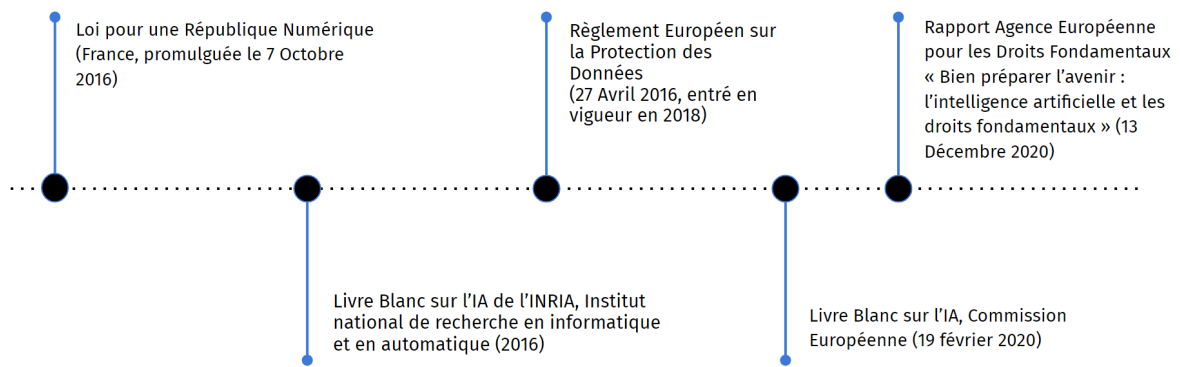 Loi pour une République Numérique
(France, promulguée le 7 Octobre
2016)
Livre Blanc sur l’IA de l’INRIA, Institut
national de recherche en informatique
et en automatique (2016)
Règlement Européen sur
la Protection des
Données
(27 Avril 2016, entré en
vigueur en 2018)
Livre Blanc sur l’IA, Commission
Européenne (19 février 2020)
Rapport Agence Européenne
pour les Droits Fondamentaux
« Bien préparer l’avenir :
l’intelligence artificielle et les
droits fondamentaux » (13
Décembre 2020)